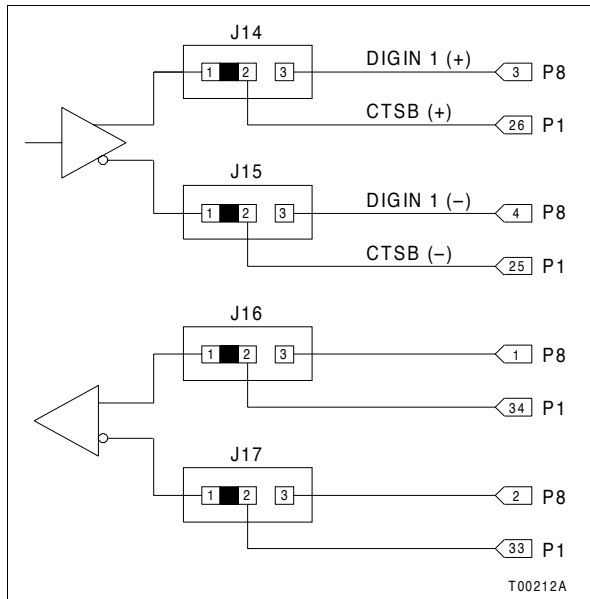 J14
1 2 3 DIGIN 1 (+) 3 P8
CTSB (+) 26 P1
J15
1 2 3 DIGIN 1 (–) 4 P8
CTSB (–) 25 P1
J16
1 2 3 1 P8
34 P1
J17
1 2 3 2 P8
33 P1
T00212A